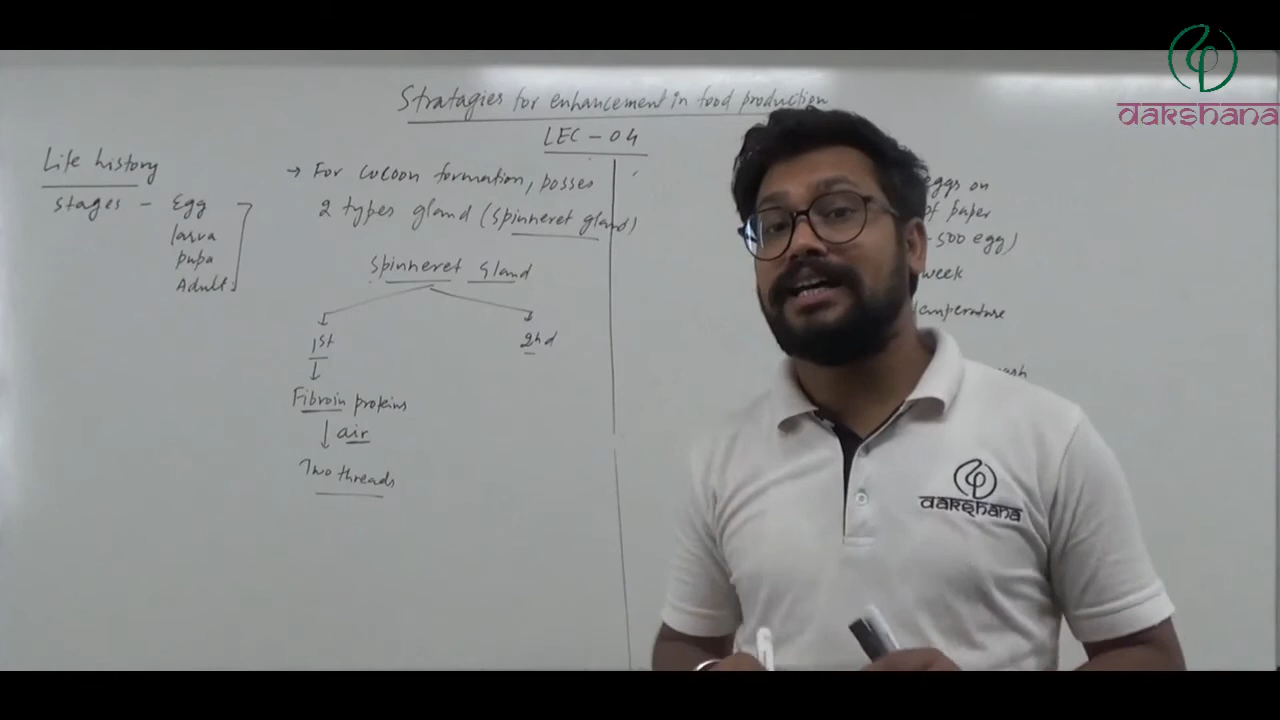 dakshana
Stratagies for enhancement in food production
LEC - 04
Life history
stages - Egg
larva
pupa
Adult
→ For cocoon formation, posses
2 types gland (spinneret gland)
Spinneret Gland
1st
2nd
Fibroin proteins
air
Two threads
eggs on
of paper
- 500 egg)
week
temperature
dakshana